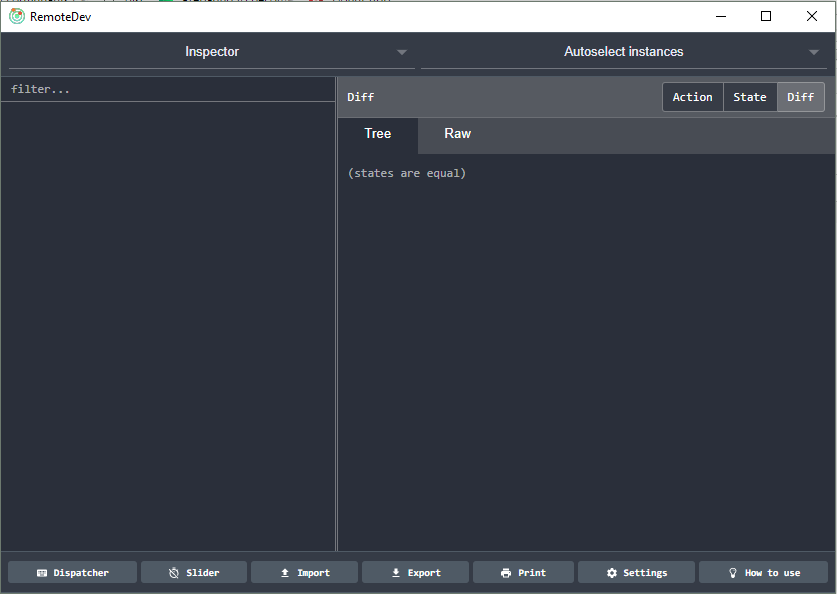 RemoteDev
Inspector
Autoselect instances
filter...
Diff
Action
State
Diff
Tree
Raw
(states are equal)
Dispatcher
Slider
Import
Export
Print
Settings
How to use